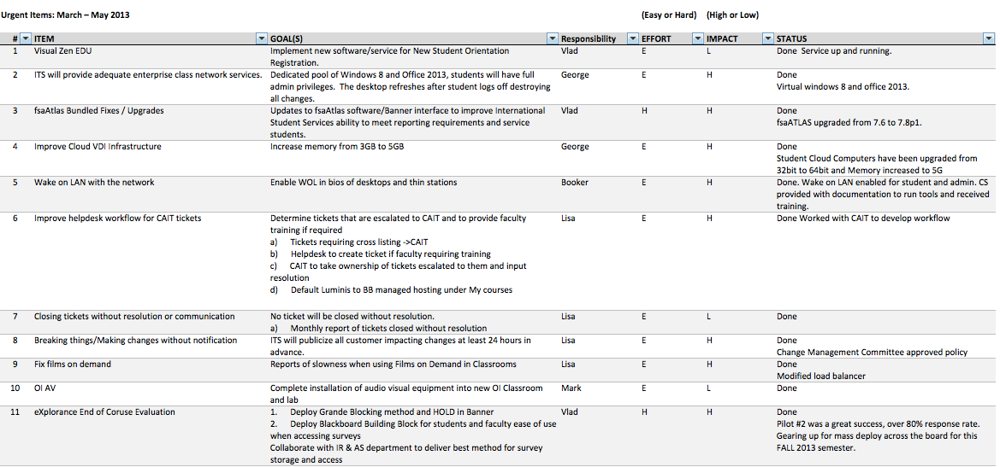 Urgent Items: March – May 2013 (Easy or Hard) (High or Low)
# ITEM GOAL(S) Responsibility EFFORT IMPACT STATUS
1 Visual Zen EDU Implement new software/service for New Student Orientation Vlad E L Done Service up and running.
Registration.
2 ITS will provide adequate enterprise class network services. Dedicated pool of Windows 8 and Office 2013, students will have full George E H Done
admin privileges. The desktop refreshes after student logs off destroying Virtual windows 8 and office 2013.
all changes.
3 fsaAtlas Bundled Fixes / Upgrades Updates to fsaAtlas software/Banner interface to improve International Vlad H H Done
Student Services ability to meet reporting requirements and service fsaATLAS upgraded from 7.6 to 7.8p1.
students.
4 Improve Cloud VDI Infrastructure Increase memory from 3GB to 5GB George E H Done
Student Cloud Computers have been upgraded from
32bit to 64bit and Memory increased to 5G
5 Wake on LAN with the network Enable WOL in bios of desktops and thin stations Booker E H Done. Wake on LAN enabled for student and admin. CS
provided with documentation to run tools and received
training.
6 Improve helpdesk workflow for CAIT tickets Determine tickets that are escalated to CAIT and to provide faculty Lisa E H Done Worked with CAIT to develop workflow
training if required
a) Tickets requiring cross listing ->CAIT
b) Helpdesk to create ticket if faculty requiring training
c) CAIT to take ownership of tickets escalated to them and input
resolution
d) Default Luminis to BB managed hosting under My courses
7 Closing tickets without resolution or communication No ticket will be closed without resolution. Lisa E L Done
a) Monthly report of tickets closed without resolution
8 Breaking things/Making changes without notification ITS will publicize all customer impacting changes at least 24 hours in Lisa E H Done
advance. Change Management Committee approved policy
9 Fix films on demand Reports of slowness when using Films on Demand in Classrooms Lisa E H Done
Modified load balancer
10 OI AV Complete installation of audio visual equipment into new OI Classroom Mark E L Done
and lab
11 eXplorance End of Coruse Evaluation 1. Deploy Grande Blocking method and HOLD in Banner Vlad H H Done
2. Deploy Blackboard Building Block for students and faculty ease of use Pilot #2 was a great success, over 80% response rate.
when accessing surveys Gearing up for mass deploy across the board for this
Collaborate with IR & AS department to deliver best method for survey FALL 2013 semester.
storage and access